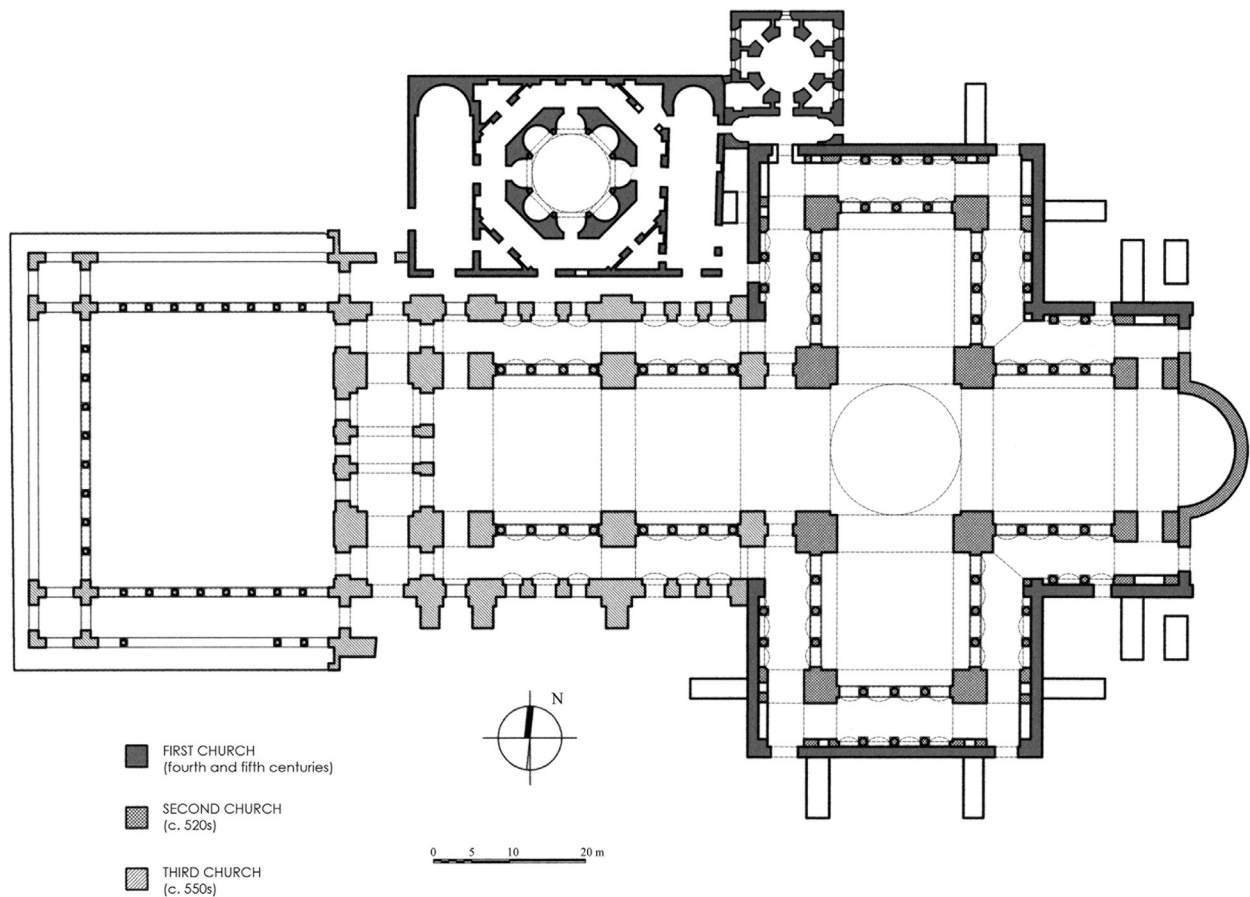 N
FIRST CHURCH
(fourth and fifth centuries)
SECOND CHURCH
(c. 520s)
THIRD CHURCH
(c. 550s)
0 5 10 20 m